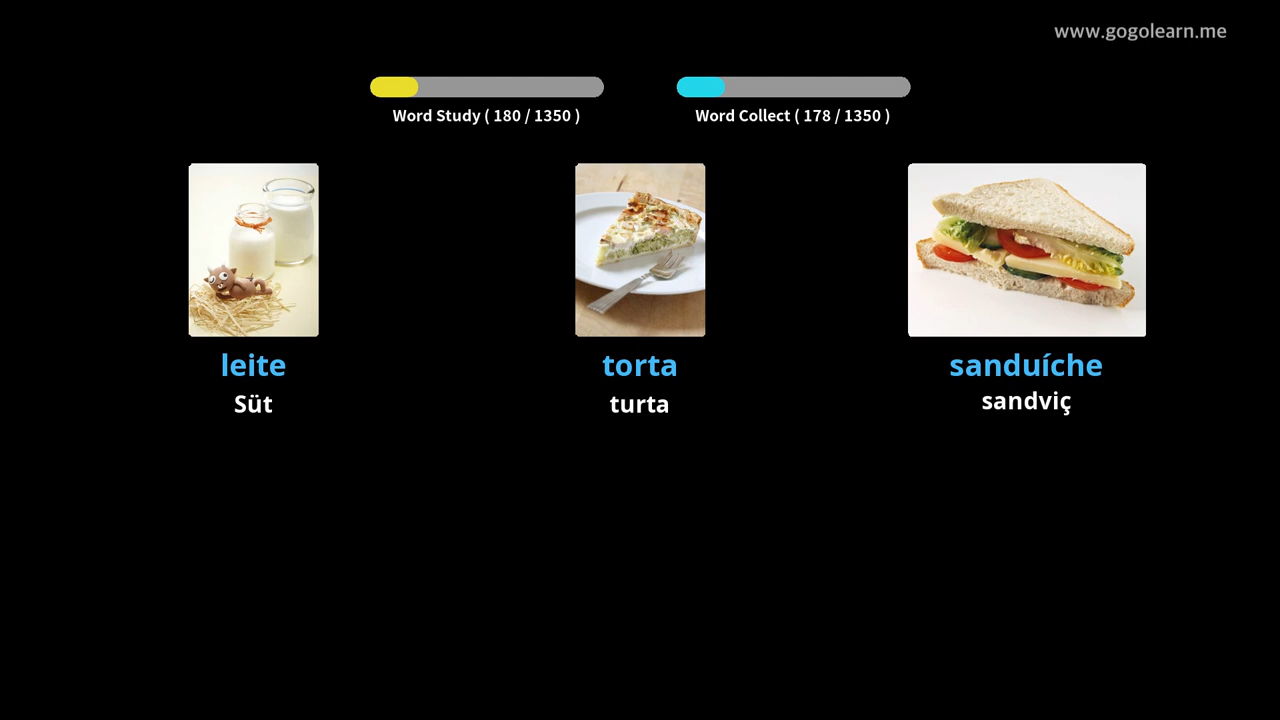 www.gogolearn.me
Word Study ( 180 / 1350 )
Word Collect ( 178 / 1350 )
leite
Süt
torta
turta
sanduíche
sandviç